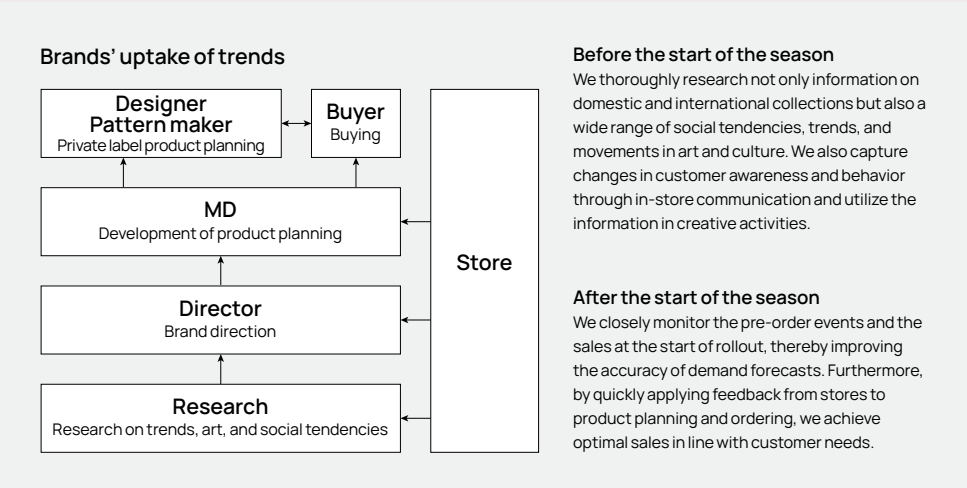 Brands’ uptake of trends
Designer
Pattern maker
Private label product planning
Buyer
Buying
MD
Development of product planning
Director
Brand direction
Research
Research on trends, art, and social tendencies
Store
Before the start of the season
We thoroughly research not only information on
domestic and international collections but also a
wide range of social tendencies, trends, and
movements in art and culture. We also capture
changes in customer awareness and behavior
through in-store communication and utilize the
information in creative activities.
After the start of the season
We closely monitor the pre-order events and the
sales at the start of rollout, thereby improving
the accuracy of demand forecasts. Furthermore,
by quickly applying feedback from stores to
product planning and ordering, we achieve
optimal sales in line with customer needs.